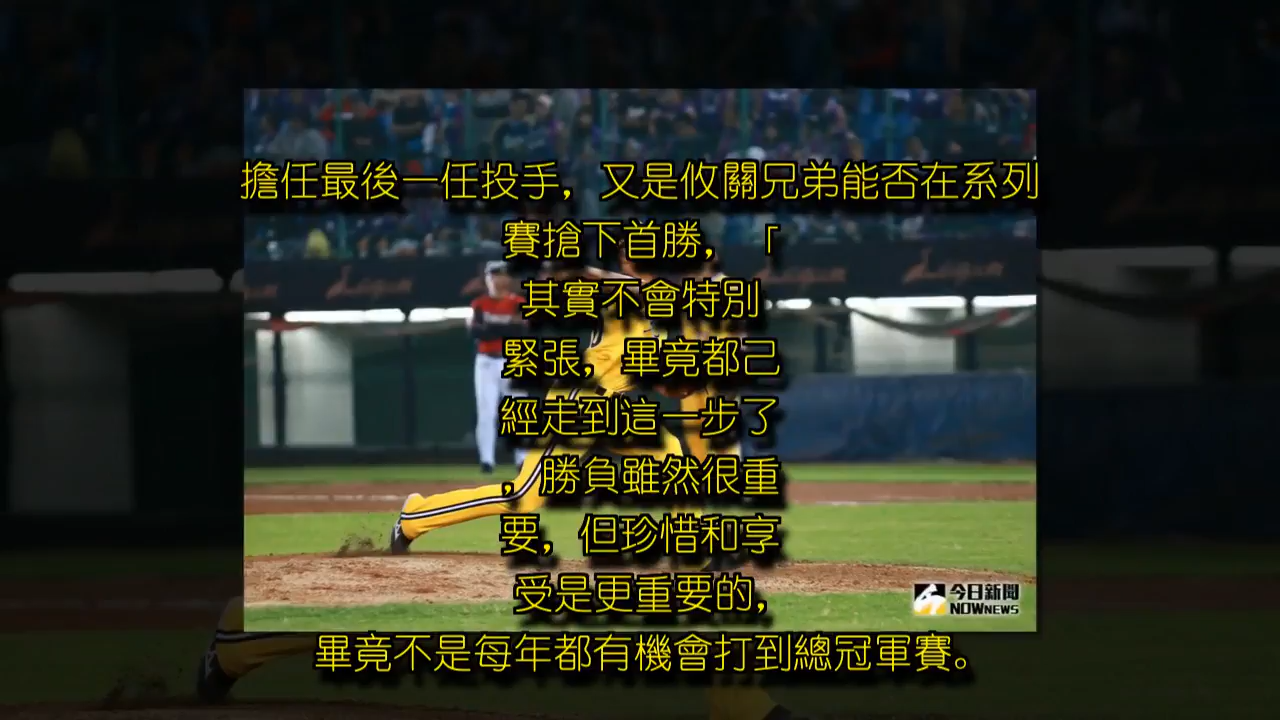 擔任最後一任投手，又是攸關兄弟能否在系列
賽搶下首勝，「
其實不會特別
緊張，畢竟都己
經走到這一步了
，勝負雖然很重
要，但珍惜和享
受是更重要的，
畢竟不是每年都有機會打到總冠軍賽。
今日新聞
NOWNEWS